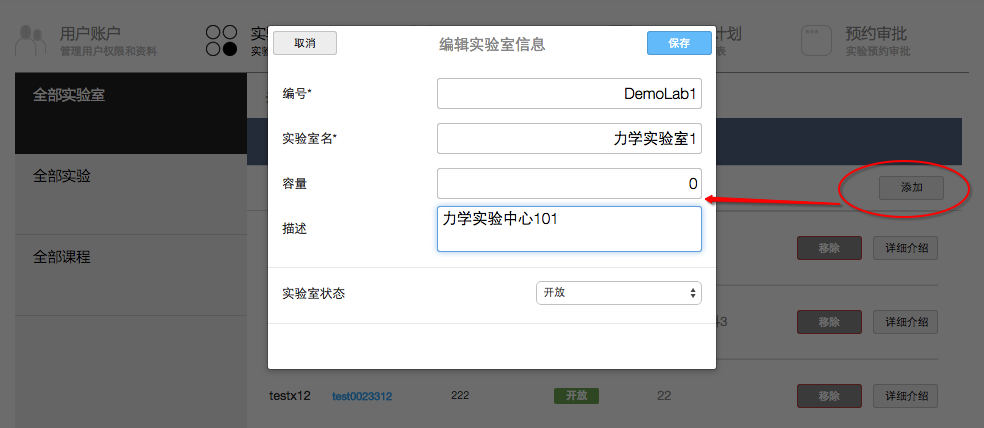 用户账户
管理用户权限和资料
实
实验
计划
表
预约审批
实验预约审批
取消
编辑实验室信息
保存
全部实验室
全部实验
全部课程
编号*
DemoLab1
实验室名*
力学实验室1
容量
0
描述
力学实验中心101
实验室状态
开放
添加
移除
详细介绍
3
移除
详细介绍
testx12
test0023312
222
开放
22
移除
详细介绍